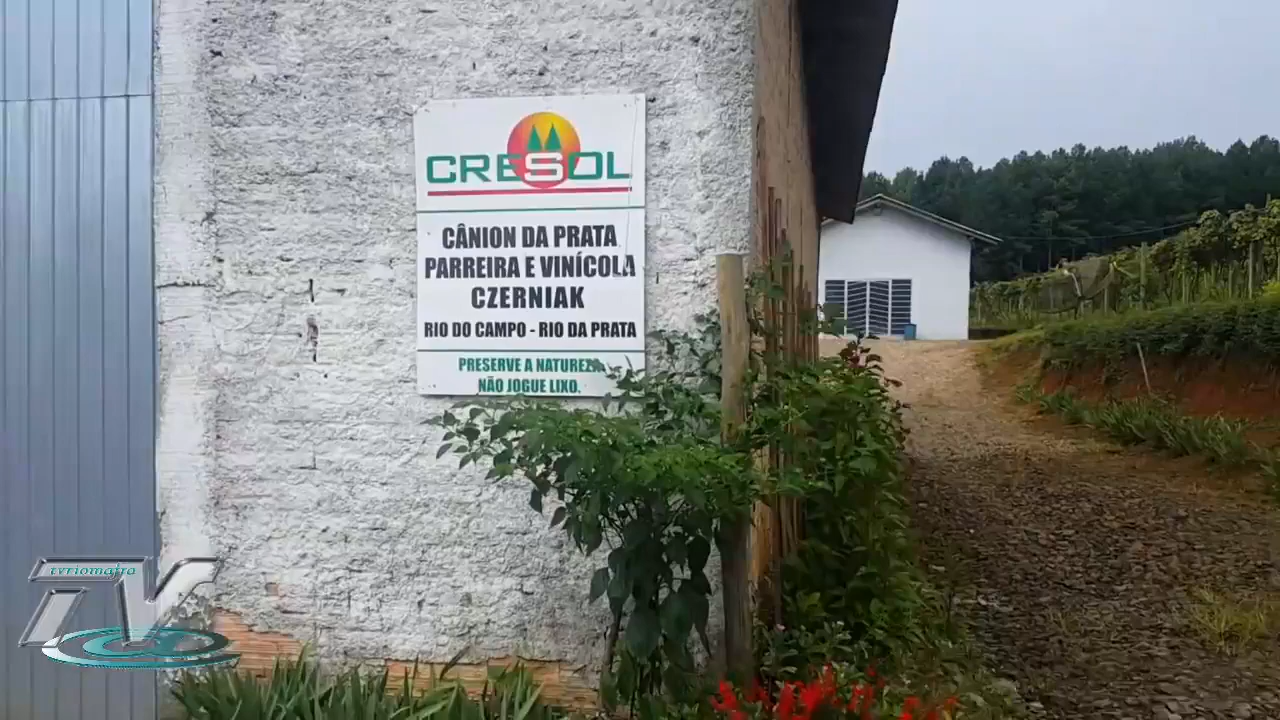 CRESOL
CÂNION DA PRATA
PARREIRA E VINÍCOLA
CZERNIAK
RIO DO CAMPO - RIO DA PRATA
PRESERVE A NATUREZA
NÃO JOGUE LIXO.
tvriomafra
TV